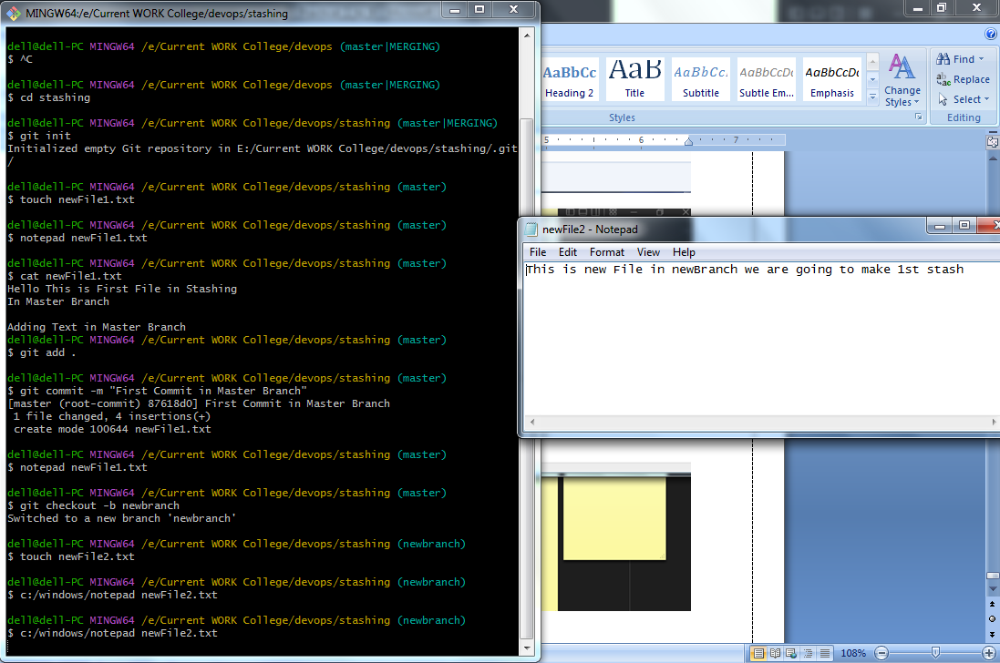 MINGW64:/e/Current WORK College/devops/stashing
dell@dell-PC MINGW64 /e/Current WORK College/devops (master|MERGING)
$ ^C
dell@dell-PC MINGW64 /e/Current WORK College/devops (master|MERGING)
$ cd stashing
dell@dell-PC MINGW64 /e/Current WORK College/devops/stashing (master|MERGING)
$ git init
Initialized empty Git repository in E:/Current WORK College/devops/stashing/.git
/
dell@dell-PC MINGW64 /e/Current WORK College/devops/stashing (master)
$ touch newFile1.txt
dell@dell-PC MINGW64 /e/Current WORK College/devops/stashing (master)
$ notepad newFile1.txt
dell@dell-PC MINGW64 /e/Current WORK College/devops/stashing (master)
$ cat newFile1.txt
Hello This is First File in Stashing
In Master Branch
Adding Text in Master Branch
dell@dell-PC MINGW64 /e/Current WORK College/devops/stashing (master)
$ git add .
dell@dell-PC MINGW64 /e/Current WORK College/devops/stashing (master)
$ git commit -m "First Commit in Master Branch"
[master (root-commit) 87618d0] First Commit in Master Branch
1 file changed, 4 insertions(+)
create mode 100644 newFile1.txt
dell@dell-PC MINGW64 /e/Current WORK College/devops/stashing (master)
$ notepad newFile1.txt
dell@dell-PC MINGW64 /e/Current WORK College/devops/stashing (master)
$ git checkout -b newbranch
Switched to a new branch 'newbranch'
dell@dell-PC MINGW64 /e/Current WORK College/devops/stashing (newbranch)
$ touch newFile2.txt
dell@dell-PC MINGW64 /e/Current WORK College/devops/stashing (newbranch)
$ c:/windows/notepad newFile2.txt
dell@dell-PC MINGW64 /e/Current WORK College/devops/stashing (newbranch)
$ c:/windows/notepad newFile2.txt
AaBbCc AaB AaBbCc. AaBbCcDc AaBbCcDc
Heading 2 Title Subtitle Subtle Em... Emphasis
Change
Styles
Styles
Find
Replace
Select
Editing
5 6 7
newFile2 - Notepad
File Edit Format View Help
This is new File in newBranch we are going to make 1st stash
108%